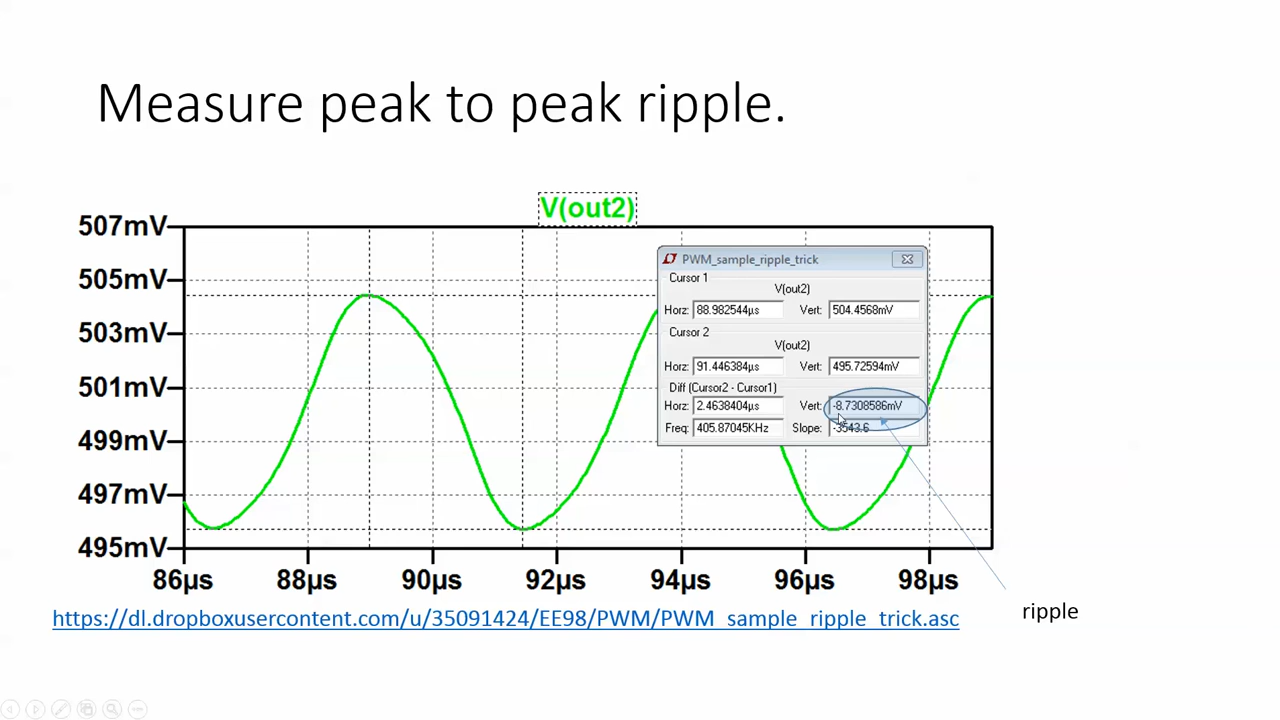 Measure peak to peak ripple.
V(out2)
507mV
505mV
503mV
501mV
499mV
497mV
495mV
86µs 88µs 90µs 92µs 94µs 96µs 98µs
PWM_sample_ripple_trick
Cursor 1
V(out2)
Horz: 88.982544µs Vert: 504.4568mV
Cursor 2
V(out2)
Horz: 91.446384µs Vert: 495.72594mV
Diff (Cursor2 - Cursor1)
Horz: 2.4638404µs Vert: -8.7308586mV
Freq: 405.87045KHz Slope: -3543.6
https://dl.dropboxusercontent.com/u/35091424/EE98/PWM/PWM_sample_ripple_trick.asc
ripple